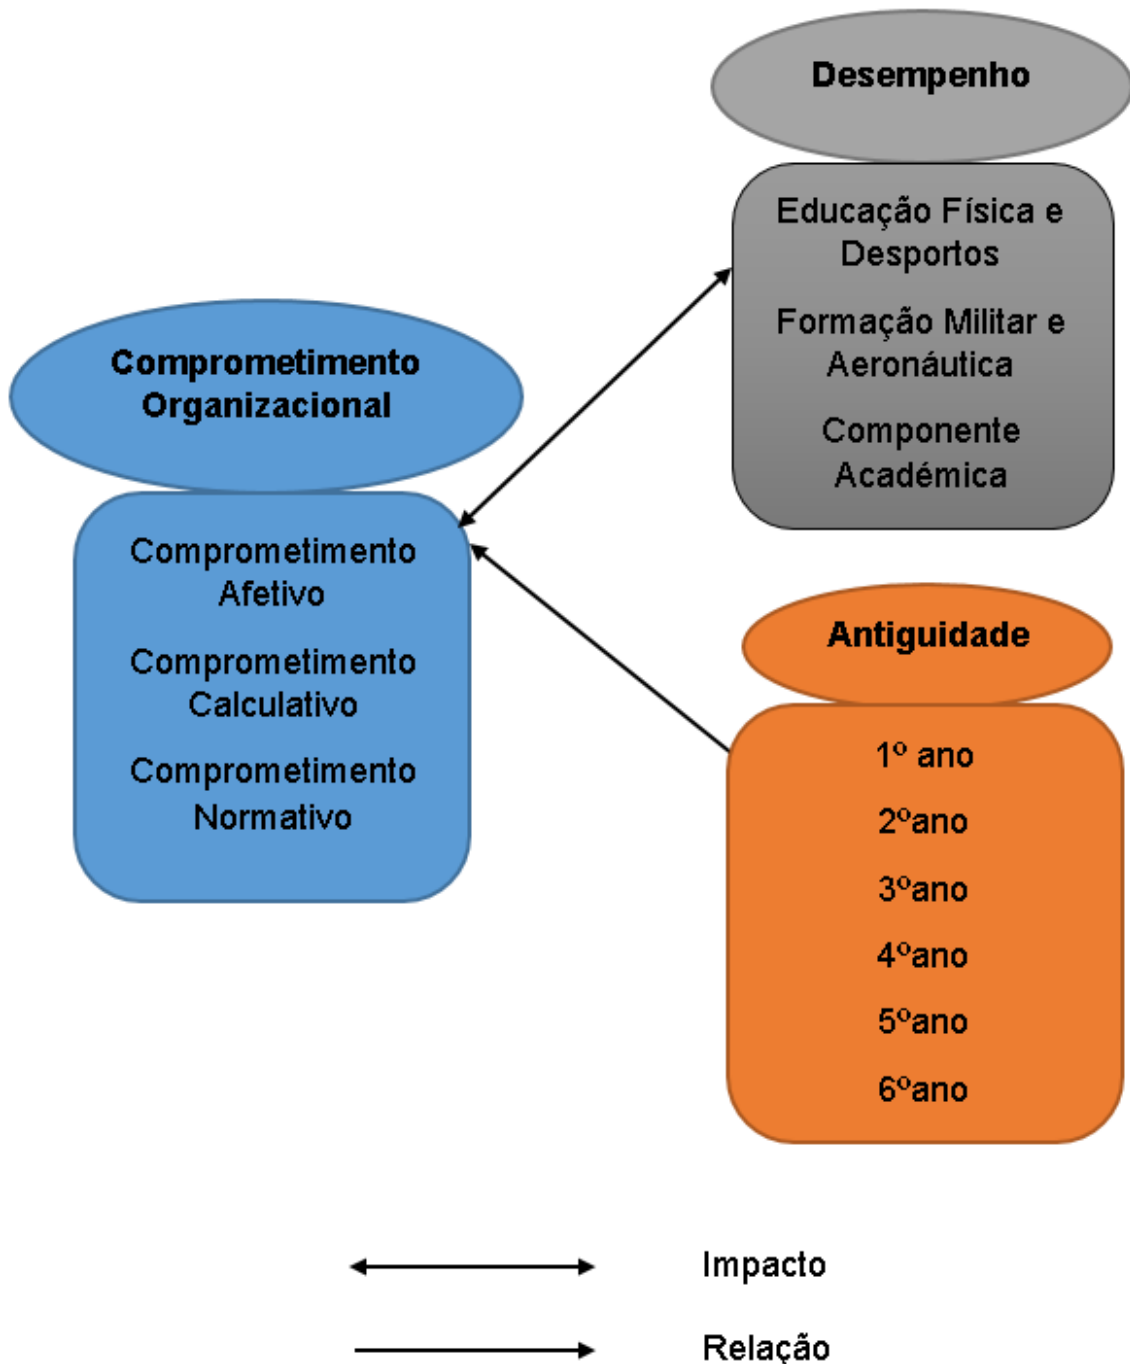 Desempenho
Educação Física e
Desportos
Formação Militar e
Aeronáutica
Componente
Académica
Comprometimento
Organizacional
Comprometimento
Afetivo
Comprometimento
Calculativo
Comprometimento
Normativo
Antiguidade
1º ano
2ºano
3ºano
4ºano
5ºano
6ºano
Impacto
Relação